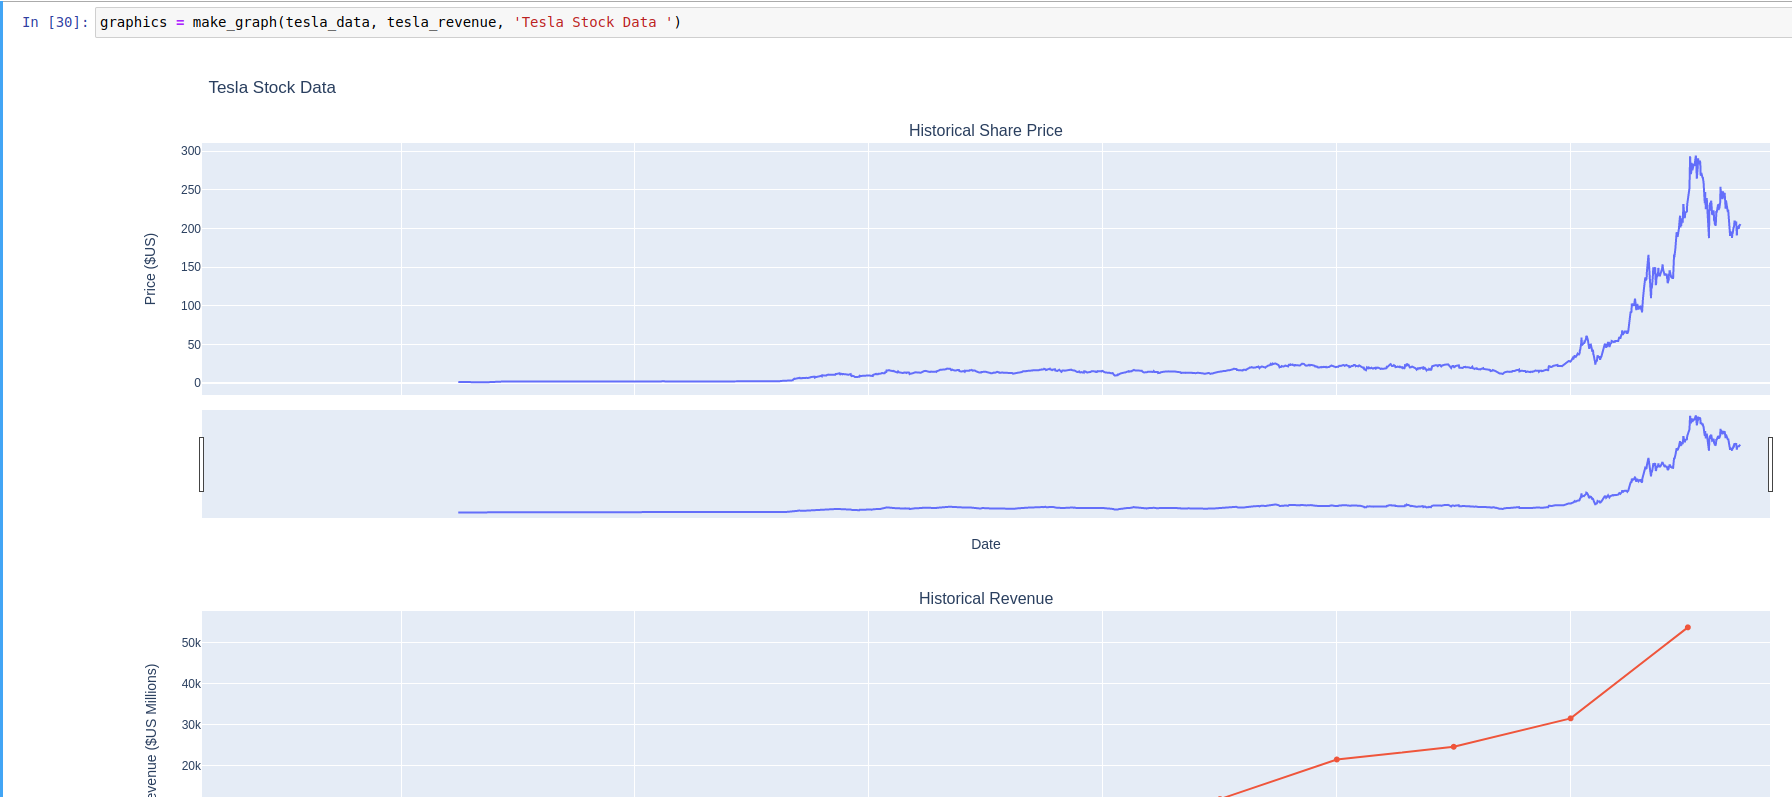 In [30]: graphics = make_graph(tesla_data, tesla_revenue, 'Tesla Stock Data ')
Tesla Stock Data
Historical Share Price
300
250
200
150
100
50
0
Price ($US)
Date
Historical Revenue
50k
40k
30k
20k
($US Millions)